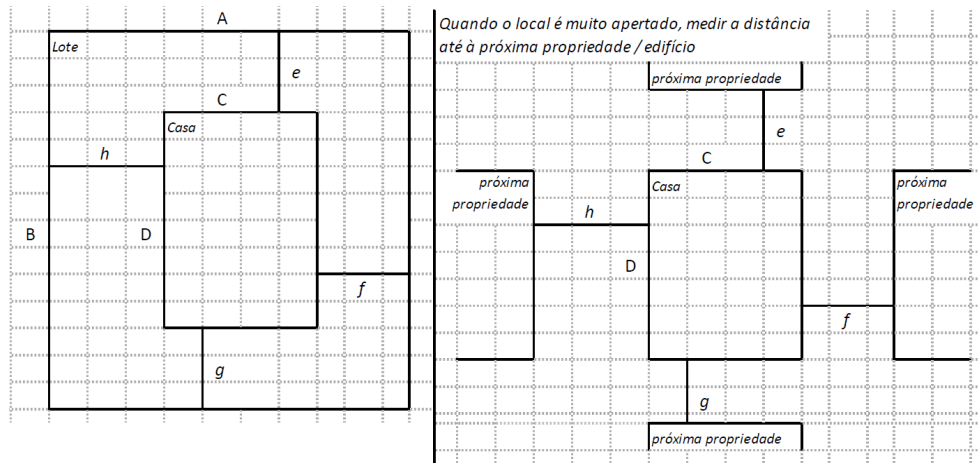 A
Lote
e
C
Casa
h
B
D
f
g
Quando o local é muito apertado, medir a distância
até à próxima propriedade / edifício
próxima propriedade
e
C
próxima
propriedade
Casa
próxima
propriedade
h
D
f
g
próxima propriedade